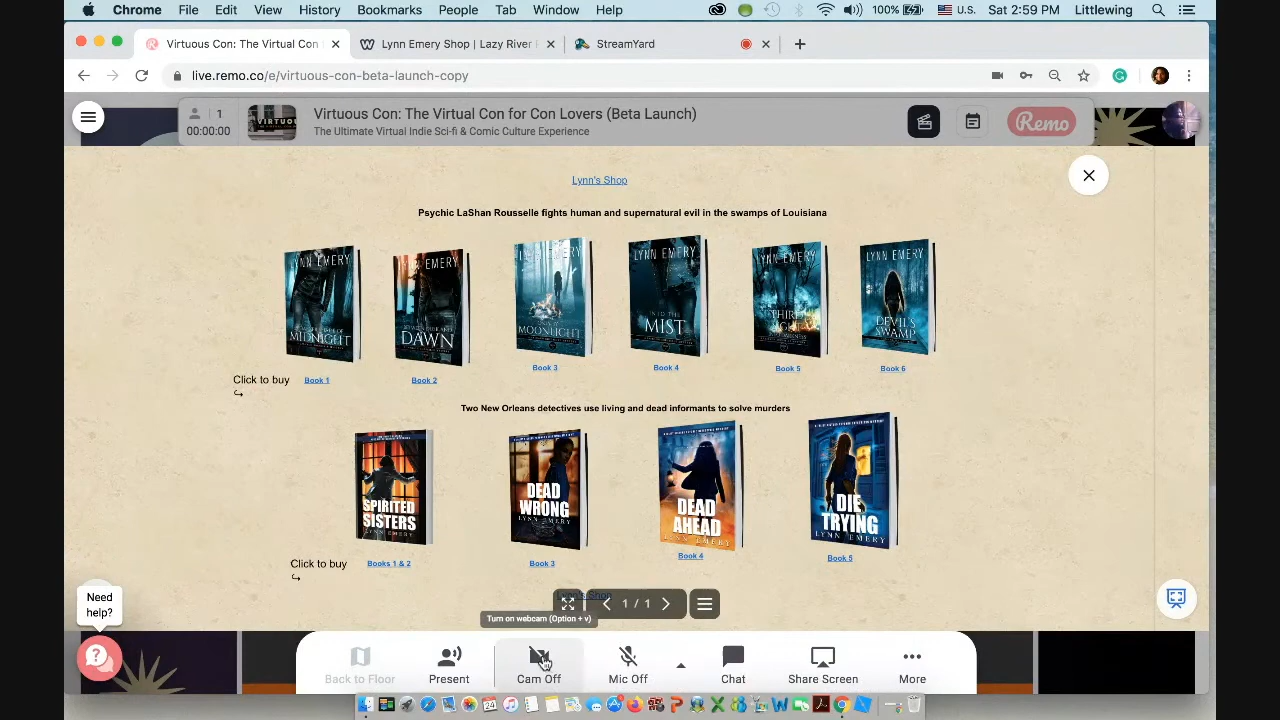 Chrome File Edit View History Bookmarks People Tab Window Help 100% U.S. Sat 2:59 PM Littlewing
Virtuous Con: The Virtual Con Lynn Emery Shop | Lazy River StreamYard
live.remo.co/e/virtuous-con-beta-launch-copy
1
00:00:00
Virtuous Con: The Virtual Con for Con Lovers (Beta Launch)
The Ultimate Virtual Indie Sci-fi & Comic Culture Experience
Remo
Lynn's Shop
Psychic LaShan Rousselle fights human and supernatural evil in the swamps of Louisiana
LYNN EMERY
MIDNIGHT
EMERY
DAWN
MOONLIGHT
LYNN EMERY
INTO THE
MIST
LYNN EMERY
THIRD
LYNN EMERY
DEVIL'S
SWAMP
Click to buy
Book 1 Book 2 Book 3 Book 4 Book 5 Book 6
Two New Orleans detectives use living and dead informants to solve murders
SPIRITED
SISTERS
LYNN EMERY
DEAD
WRONG
LYNN EMERY
DEAD
AHEAD
LYNN EMERY
DIE
TRYING
LYNN EMERY
Click to buy
Books 1 & 2 Book 3 Book 4 Book 5
Lynn's Shop
1 / 1
Turn on webcam (Option + v)
Need
help?
Back to Floor Present Cam Off Mic Off Chat Share Screen More